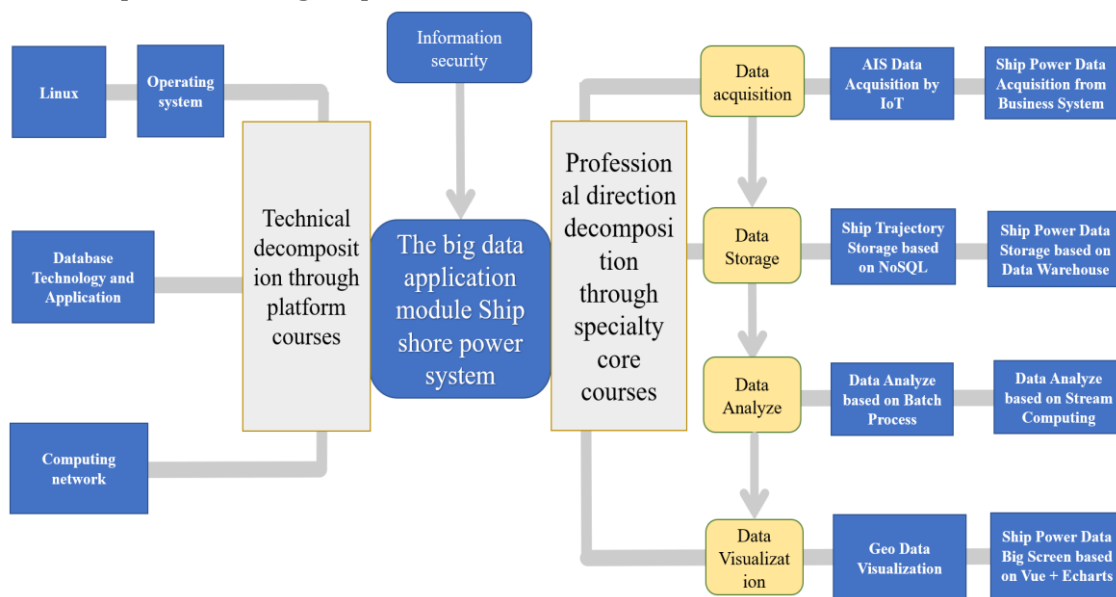 Information
security
Linux
Operating
system
Database
Technology and
Application
Computing
network
Technical
decomposit
ion through
platform
courses
The big data
application
module Ship
shore power
system
Profession
al direction
decomposi
tion
through
specialty
core
courses
Data
acquisition
AIS Data
Acquisition by
IoT
Ship Power Data
Acquisition from
Business System
Data
Storage
Ship Trajectory
Storage based
on NoSQL
Ship Power Data
Storage based on
Data Warehouse
Data
Analyze
Data Analyze
based on Batch
Process
Data Analyze
based on Stream
Computing
Data
Visualizat
ion
Geo Data
Visualization
Ship Power Data
Big Screen based
on Vue + Echarts